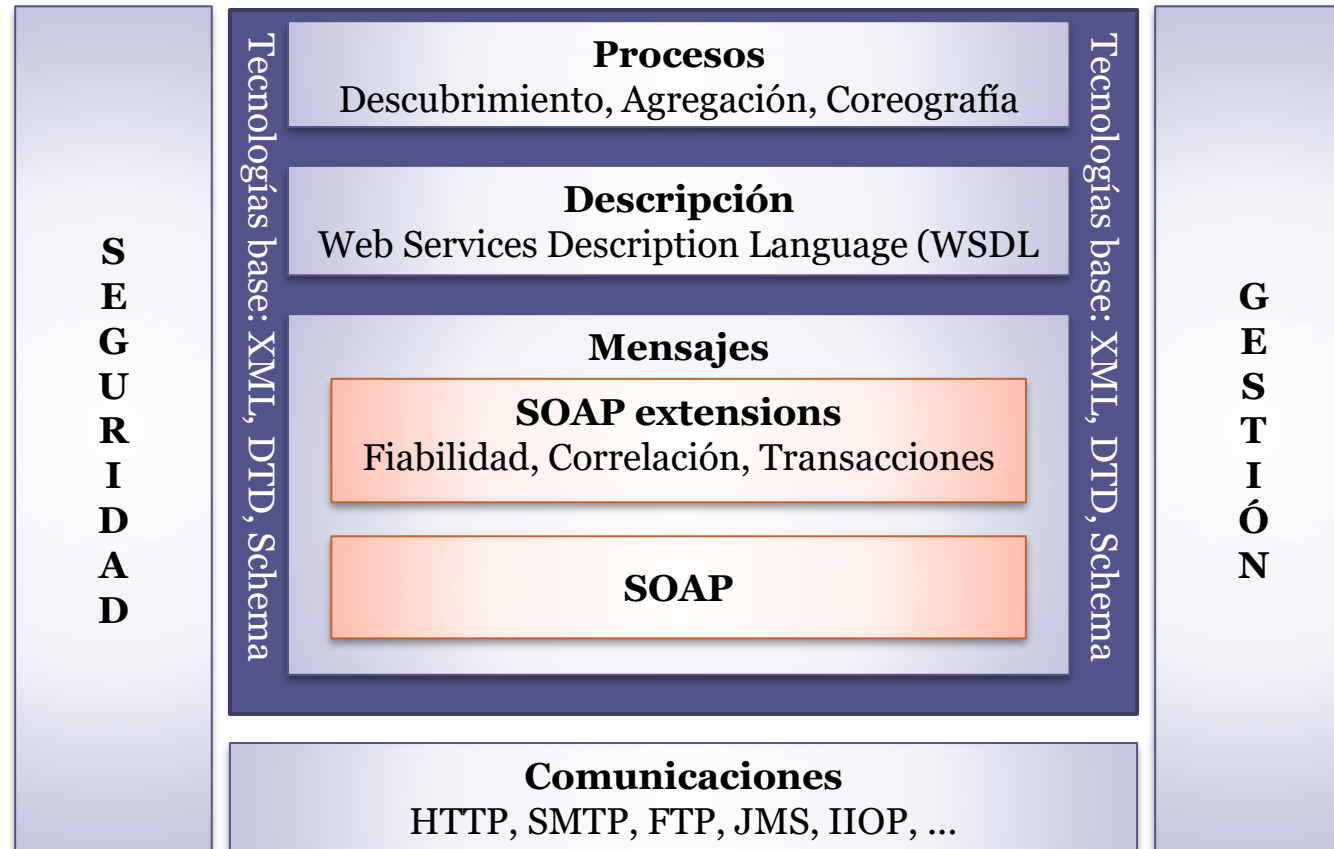 SEGURIDAD
Tecnologías base: XML, DTD, Schema
Procesos
Descubrimiento, Agregación, Coreografía
Descripción
Web Services Description Language (WSDL
Mensajes
SOAP extensions
Fiabilidad, Correlación, Transacciones
SOAP
Tecnologías base: XML, DTD, Schema
Comunicaciones
HTTP, SMTP, FTP, JMS, IIOP, ...
GESTIÓN